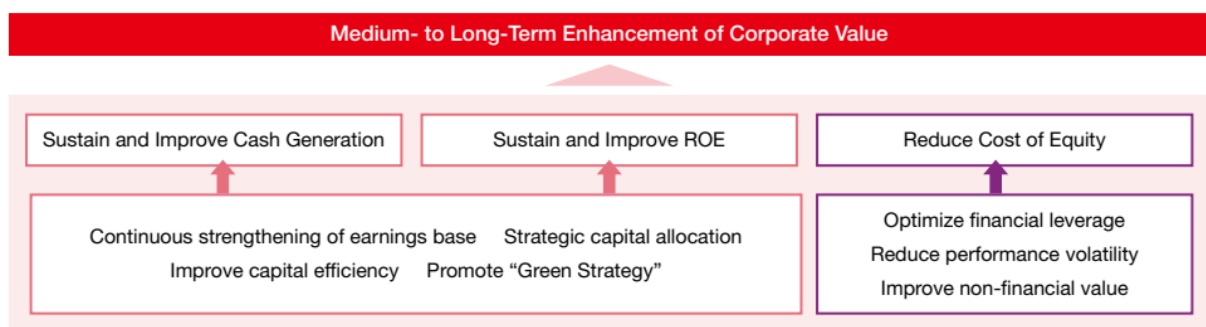 Medium- to Long-Term Enhancement of Corporate Value
Sustain and Improve Cash Generation
Sustain and Improve ROE
Reduce Cost of Equity
Continuous strengthening of earnings base Strategic capital allocation
Improve capital efficiency Promote “Green Strategy”
Optimize financial leverage
Reduce performance volatility
Improve non-financial value